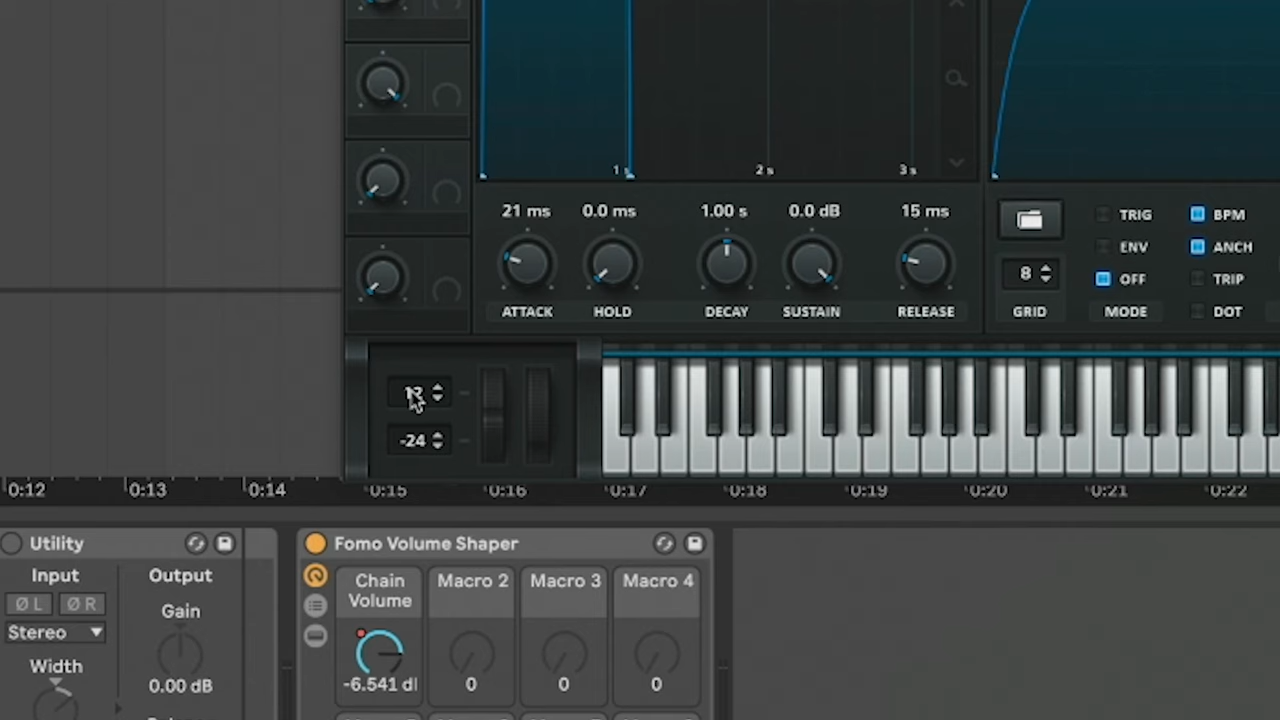 1 s
2 s
3 s
21 ms
0.0 ms
1.00 s
0.0 dB
15 ms
ATTACK
HOLD
DECAY
SUSTAIN
RELEASE
TRIG
ENV
OFF
BPM
ANCH
TRIP
DOT
8
GRID
MODE
-24
0:12
0:13
0:14
0:15
0:16
0:17
0:18
0:19
0:20
0:21
0:22
Utility
Input
Output
Ø L
Ø R
Gain
Stereo
Width
0.00 dB
Fomo Volume Shaper
Chain
Volume
Macro 2
Macro 3
Macro 4
-6.541 d
0
0
0